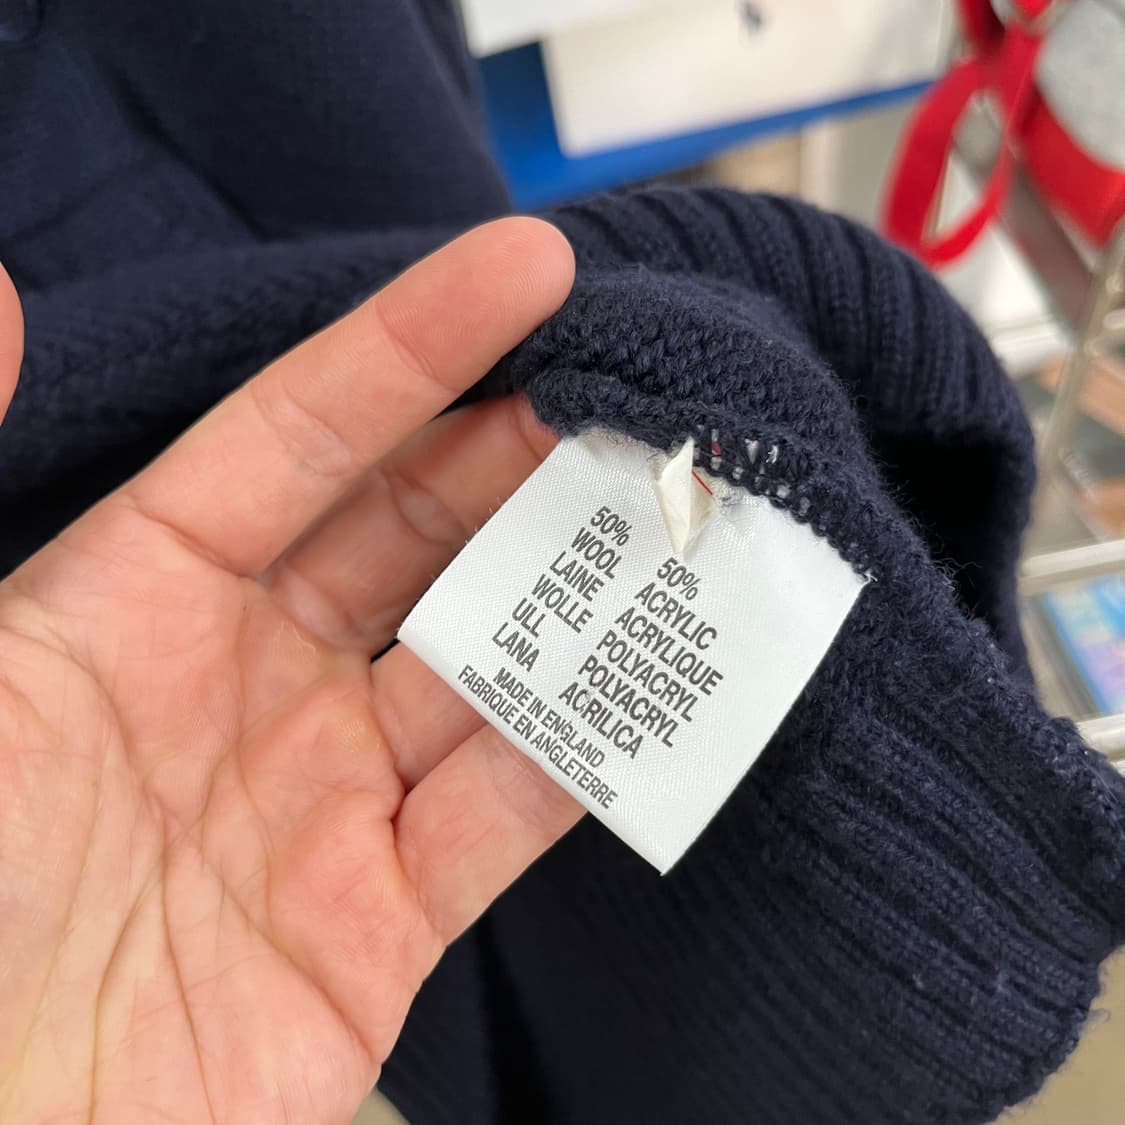 50%
WOOL
LAINE
WOLLE
ULL
LANA
50%
ACRYLIC
ACRYLIQUE
POLYACRYL
POLYACRYL
ACRILICA
MADE IN ENGLAND
FABRIQUE EN ANGLETERRE